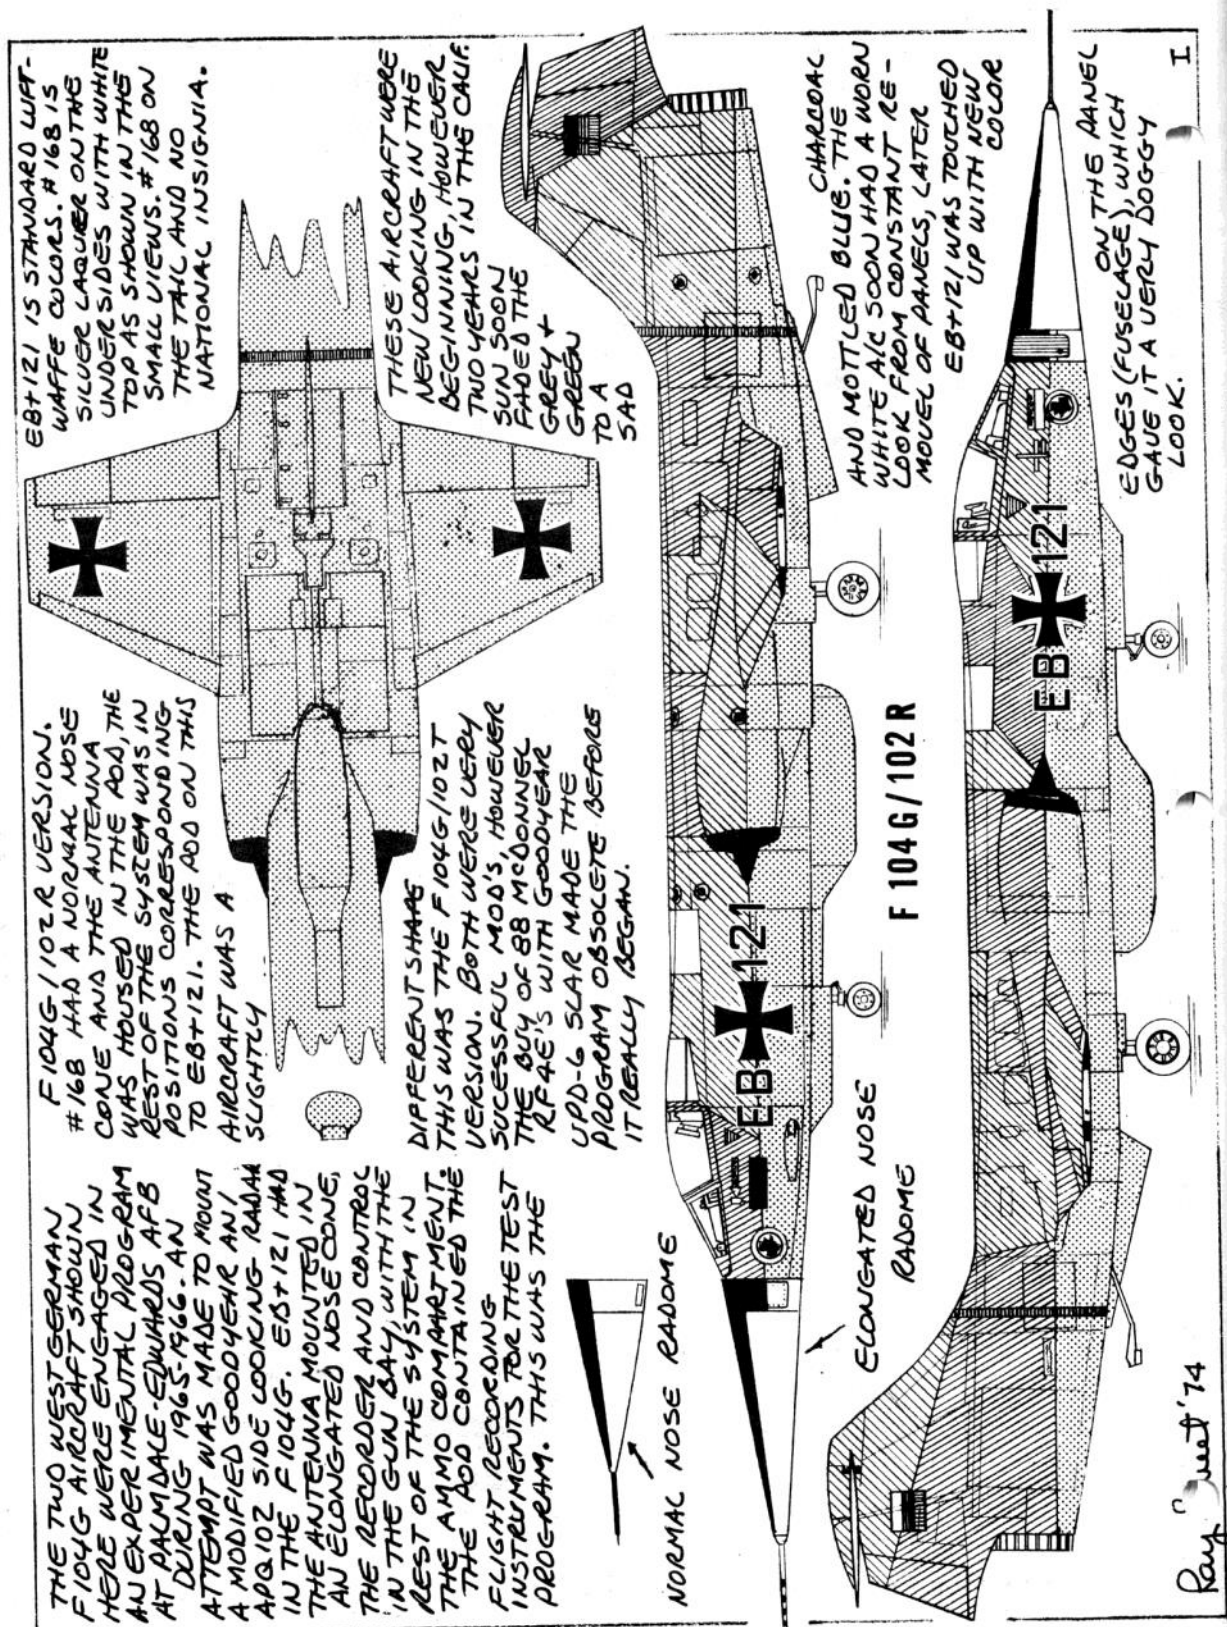 THE TWO WEST GERMAN
F104G AIRCRAFT SHOWN
HERE WERE ENGAGED IN
AN EXPERIMENTAL PROGRAM
AT PALMDALE-EDWARDS AFB
DURING 1965-1966. AN
ATTEMPT WAS MADE TO MOUNT
A MODIFIED GOODYEAR AN/
APQ102 SIDE LOOKING RADAR
IN THE F104G. EB+121 HAD
THE ANTENNA MOUNTED IN
AN ELONGATED NOSE CONE,
THE RECORDER AND CONTROL
IN THE GUN BAY, WITH THE
REST OF THE SYSTEM IN
THE AMMO COMPARTMENT.
THE POD CONTAINED THE
FLIGHT RECORDING
INSTRUMENTS FOR THE TEST
PROGRAM. THIS WAS THE
F104G/102R VERSION.
#168 HAD A NORMAL NOSE
CONE AND THE ANTENNA
WAS HOUSED IN THE POD, THE
REST OF THE SYSTEM WAS IN
POSITIONS CORRESPONDING
TO EB+121. THE POD ON THIS
AIRCRAFT WAS A
SLIGHTLY
DIFFERENT SHAPE
THIS WAS THE F104G/102T
VERSION. BOTH WERE VERY
SUCESSFUL MOD'S, HOWEVER
THE BUY OF 88 MCDONNEL
RF4E'S WITH GOODYEAR
UPD-6 SLAR MADE THE
PROGRAM OBSOLETE BEFORE
IT REALLY BEGAN.
EB+121 IS STANDARD LUFT-
WAFFE COLORS. #168 IS
SILVER LAQUER ON THE
UNDERSIDES WITH WHITE
TOP AS SHOWN IN THE
SMALL VIEWS. #168 ON
THE TAIL AND NO
NATIONAL INSIGNIA.
THESE AIRCRAFT WERE
NEW LOOKING IN THE
BEGINNING, HOWEVER
TWO YEARS IN THE CALIF.
SUN SOON
FADED THE
GREY +
GREEN
TO A
SAD
CHARCOAL
AND MOTTLED BLUE. THE
WHITE A/C SOON HAD A WORN
LOOK FROM CONSTANT RE-
MOVEL OF PANELS, LATER
EB+121 WAS TOUCHED
UP WITH NEW
COLOR
ON THE PANEL
EDGES (FUSELAGE), WHICH
GAVE IT A VERY DOGGY
LOOK.
NORMAL NOSE RADOME
ELONGATED NOSE
RADOME
EB 121
F104G/102R
EB 121
Ray '74
I